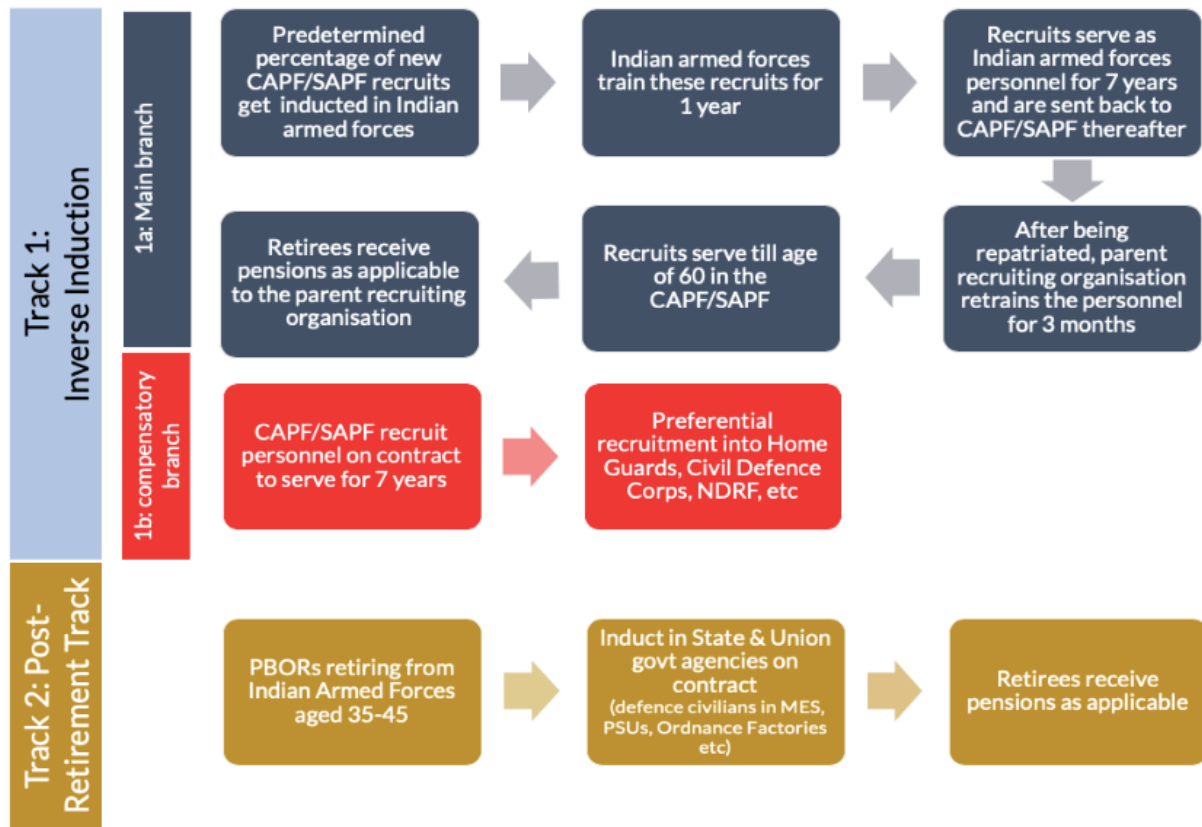 Track 1:
Inverse Induction
1a: Main branch
Predetermined
percentage of new
CAPF/SAPF recruits
get inducted in Indian
armed forces
Indian armed forces
train these recruits for
1 year
Recruits serve as
Indian armed forces
personnel for 7 years
and are sent back to
CAPF/SAPF thereafter
After being
repatriated, parent
recruiting organisation
retrains the personnel
for 3 months
Recruits serve till age
of 60 in the
CAPF/SAPF
Retirees receive
pensions as applicable
to the parent recruiting
organisation
1b: compensatory
branch
CAPF/SAPF recruit
personnel on contract
to serve for 7 years
Preferential
recruitment into Home
Guards, Civil Defence
Corps, NDRF, etc
Track 2: Post-
Retirement Track
PBORs retiring from
Indian Armed Forces
aged 35-45
Induct in State & Union
govt agencies on
contract
(defence civilians in MES,
PSUs, Ordnance Factories
etc)
Retirees receive
pensions as applicable